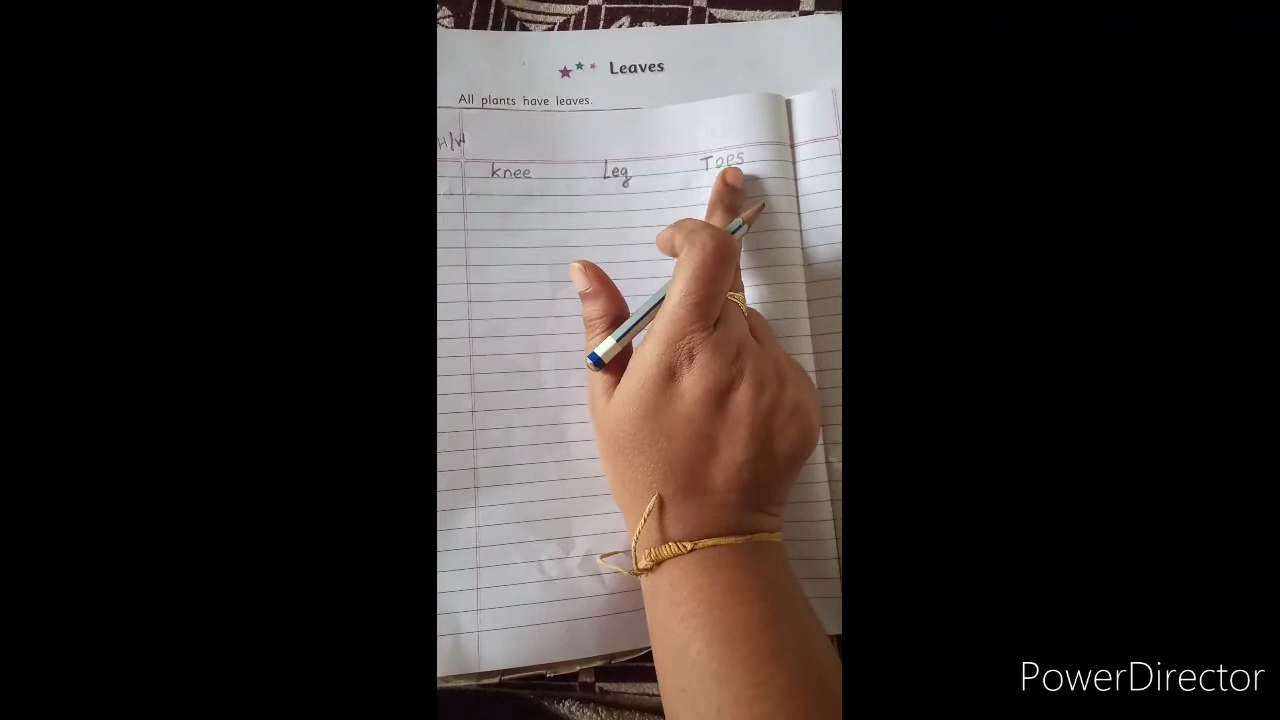 Leaves
All plants have leaves.
H/W
knee Leg Toes
PowerDirector